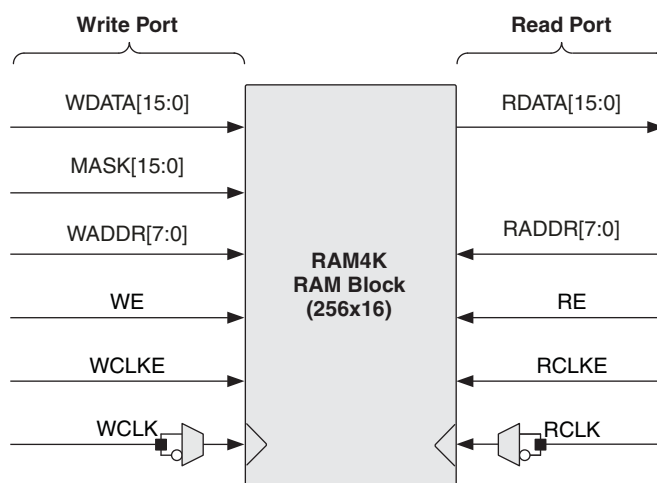 Write Port
Read Port
WDATA[15:0]
RDATA[15:0]
MASK[15:0]
WADDR[7:0]
RADDR[7:0]
RAM4K
RAM Block
(256x16)
WE
RE
WCLKE
RCLKE
WCLK
RCLK